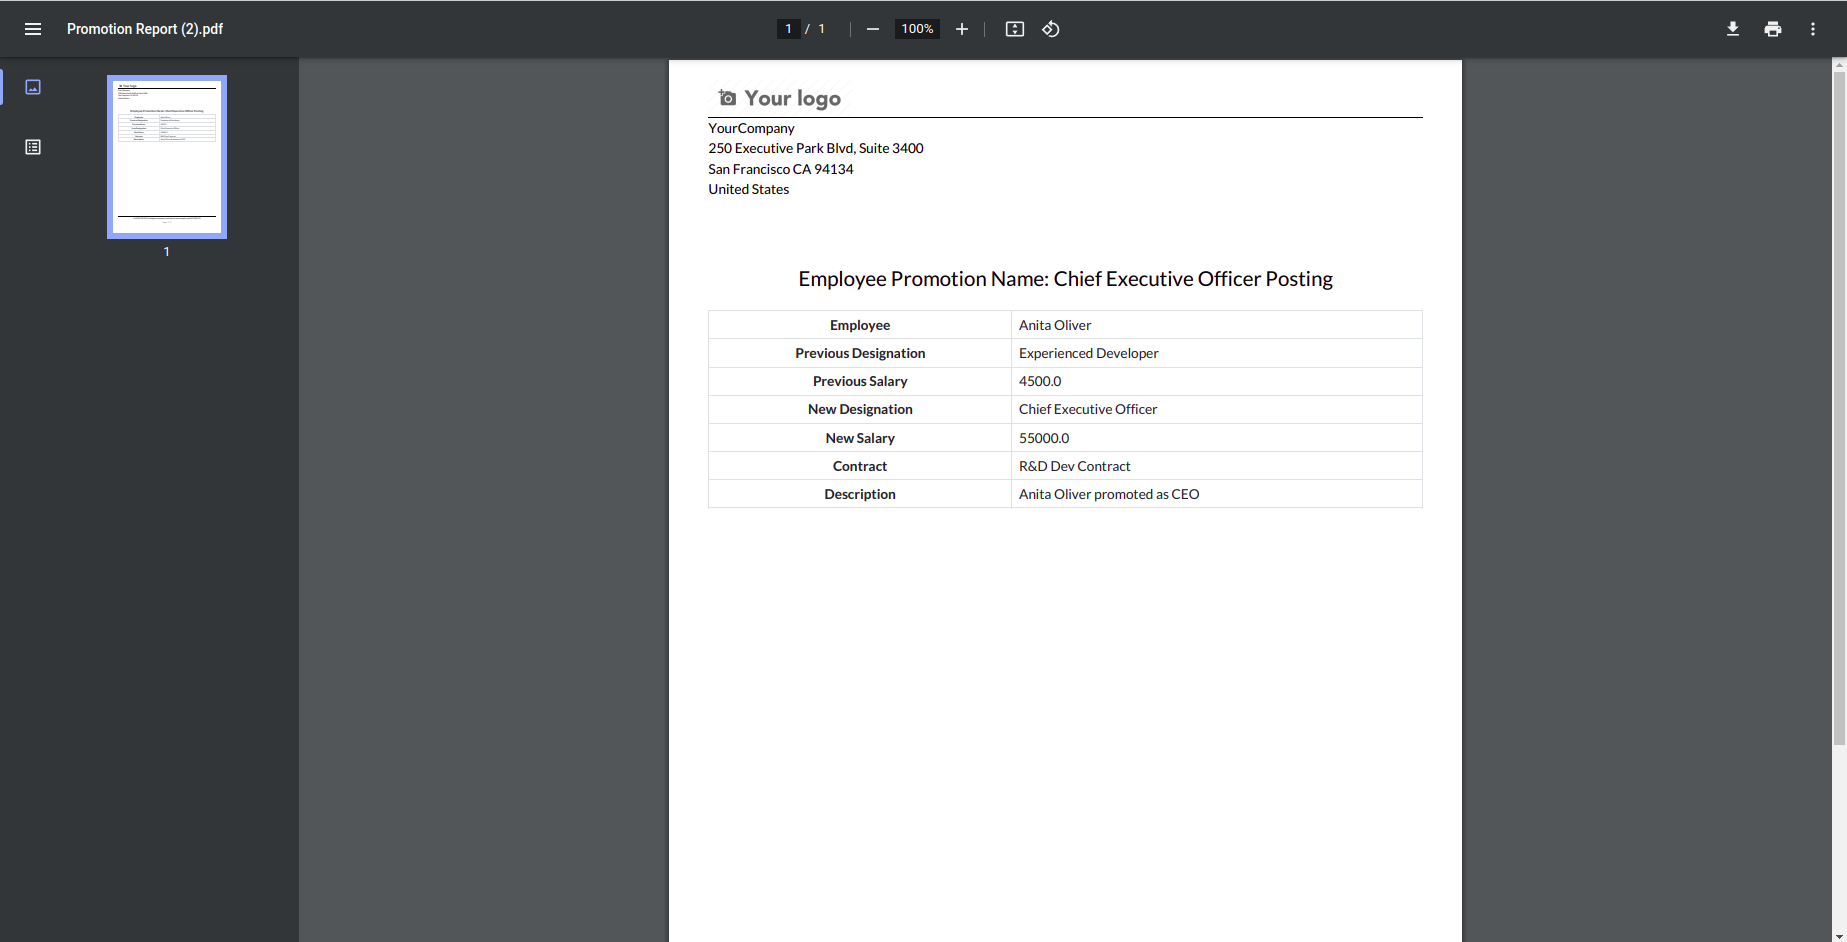 Promotion Report (2).pdf
1 / 1
100%
1
Your logo
YourCompany
250 Executive Park Blvd, Suite 3400
San Francisco CA 94134
United States
Employee Promotion Name: Chief Executive Officer Posting
Employee Anita Oliver
Previous Designation Experienced Developer
Previous Salary 4500.0
New Designation Chief Executive Officer
New Salary 55000.0
Contract R&D Dev Contract
Description Anita Oliver promoted as CEO